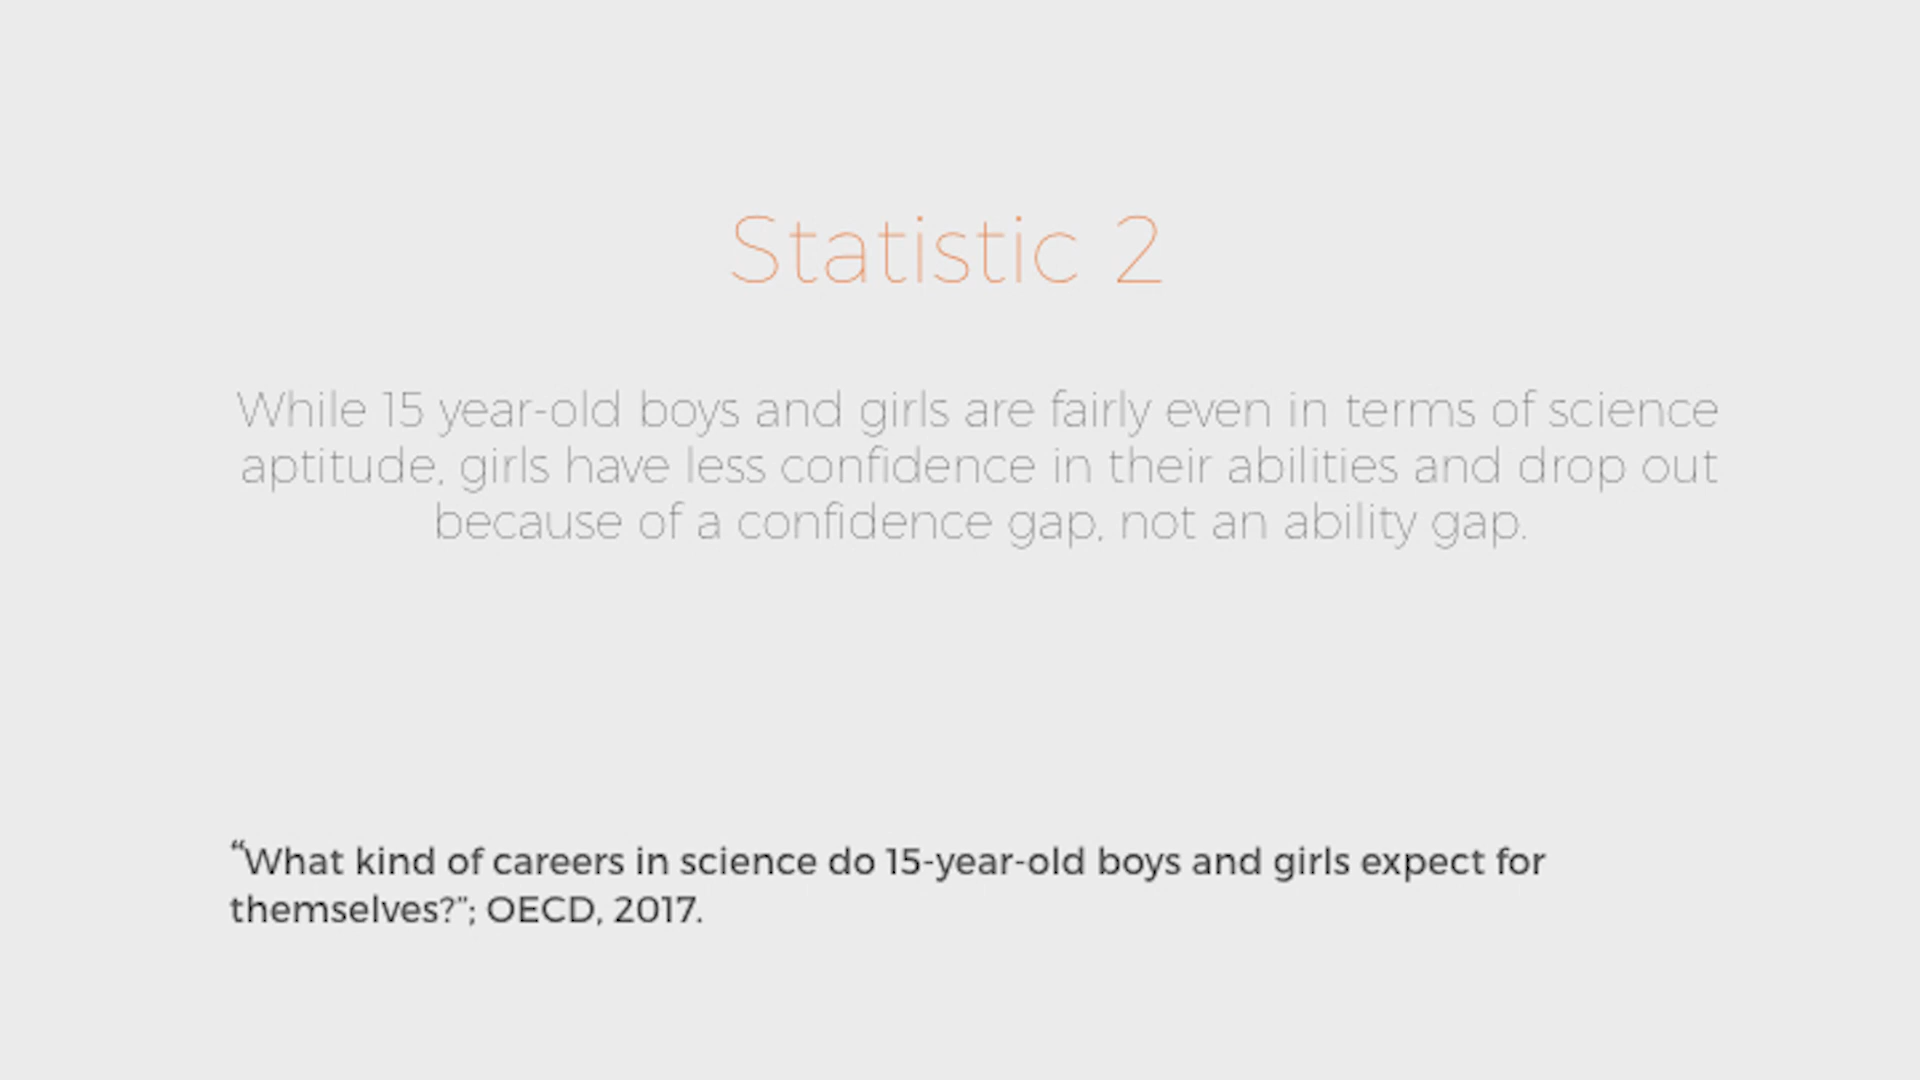 Statistic 2
While 15 year-old boys and girls are fairly even in terms of science
aptitude, girls have less confidence in their abilities and drop out
because of a confidence gap, not an ability gap.
“What kind of careers in science do 15-year-old boys and girls expect for
themselves?”; OECD, 2017.